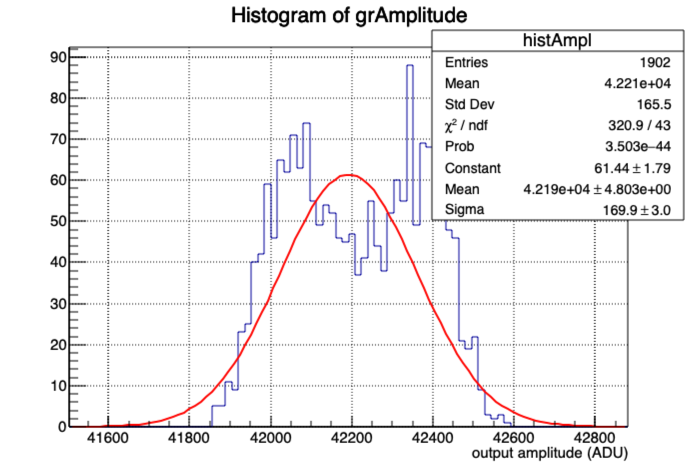 Histogram of grAmplitude
histAmpl
Entries 1902
Mean 4.221e+04
Std Dev 165.5
χ² / ndf 320.9 / 43
Prob 3.503e−44
Constant 61.44 ± 1.79
Mean 4.219e+04 ± 4.803e+00
Sigma 169.9 ± 3.0
90
80
70
60
50
40
30
20
10
0
41600 41800 42000 42200 42400 42600 42800
output amplitude (ADU)